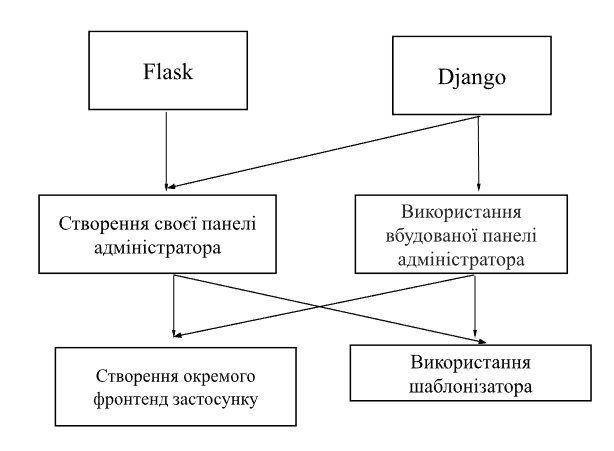 Flask
Django
Створення своєї панелі
адміністратора
Використання
вбудованої панелі
адміністратора
Створення окремого
фронтенд застосунку
Використання
шаблонізатора